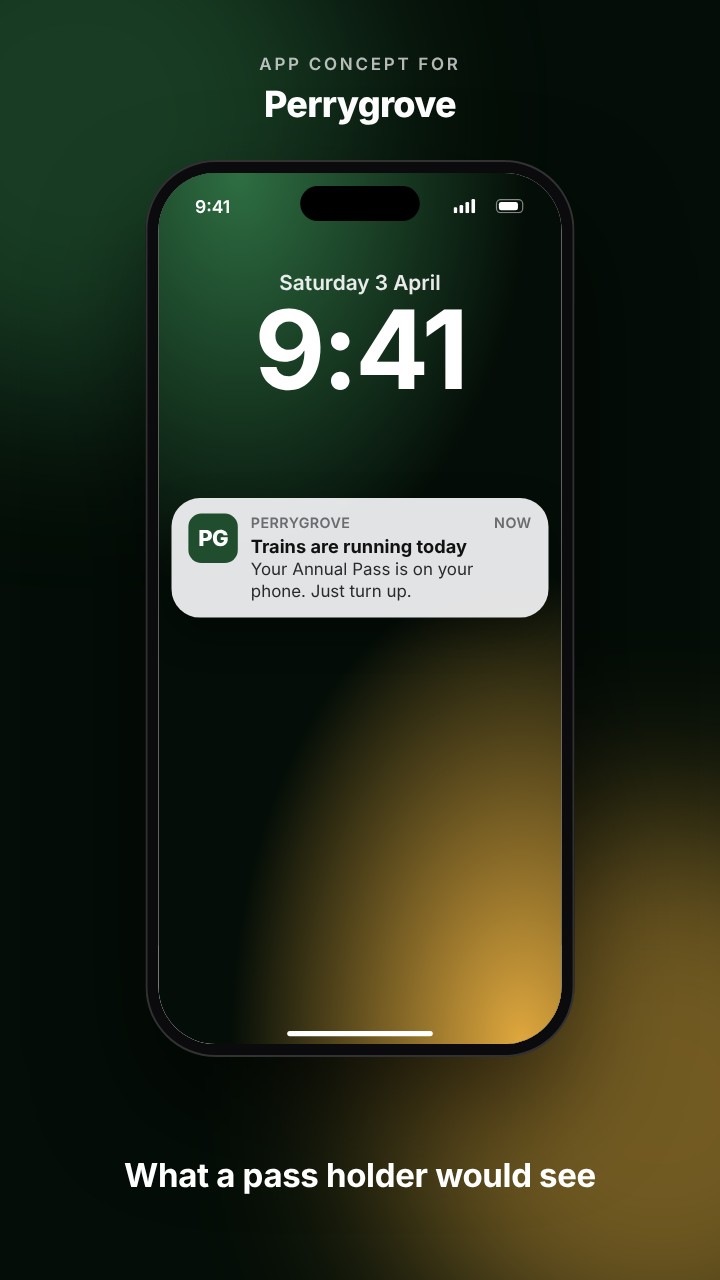 APP CONCEPT FOR
Perrygrove
9:41
Saturday 3 April
9:41
PG
PERRYGROVE
NOW
Trains are running today
Your Annual Pass is on your
phone. Just turn up.
What a pass holder would see